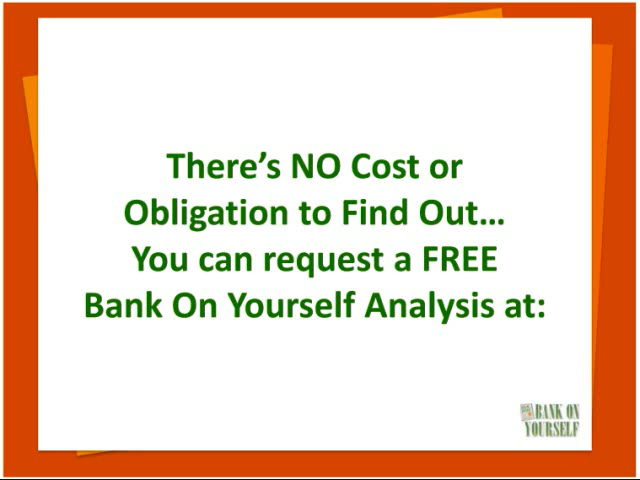 There's NO Cost or
Obligation to Find Out...
You can request a FREE
Bank On Yourself Analysis at:
BANK ON
YOURSELF